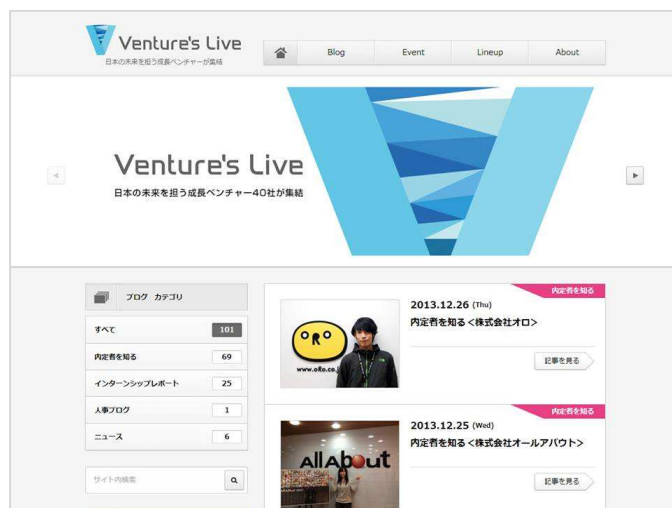 Venture's Live
日本の未来を担う成長ベンチャーが集結
Blog Event Lineup About
Venture's Live
日本の未来を担う成長ベンチャー40社が集結
ブログ カテゴリ
すべて 101
内定者を知る 69
インターンシップレポート 25
人事ブログ 1
ニュース 6
サイト内検索
内定者を知る
2013.12.26 (Thu)
内定者を知る<株式会社オロ>
記事を見る
oRo
www.oRo.co.j
内定者を知る
2013.12.25 (Wed)
内定者を知る<株式会社オールアバウト>
記事を見る
AllAbout